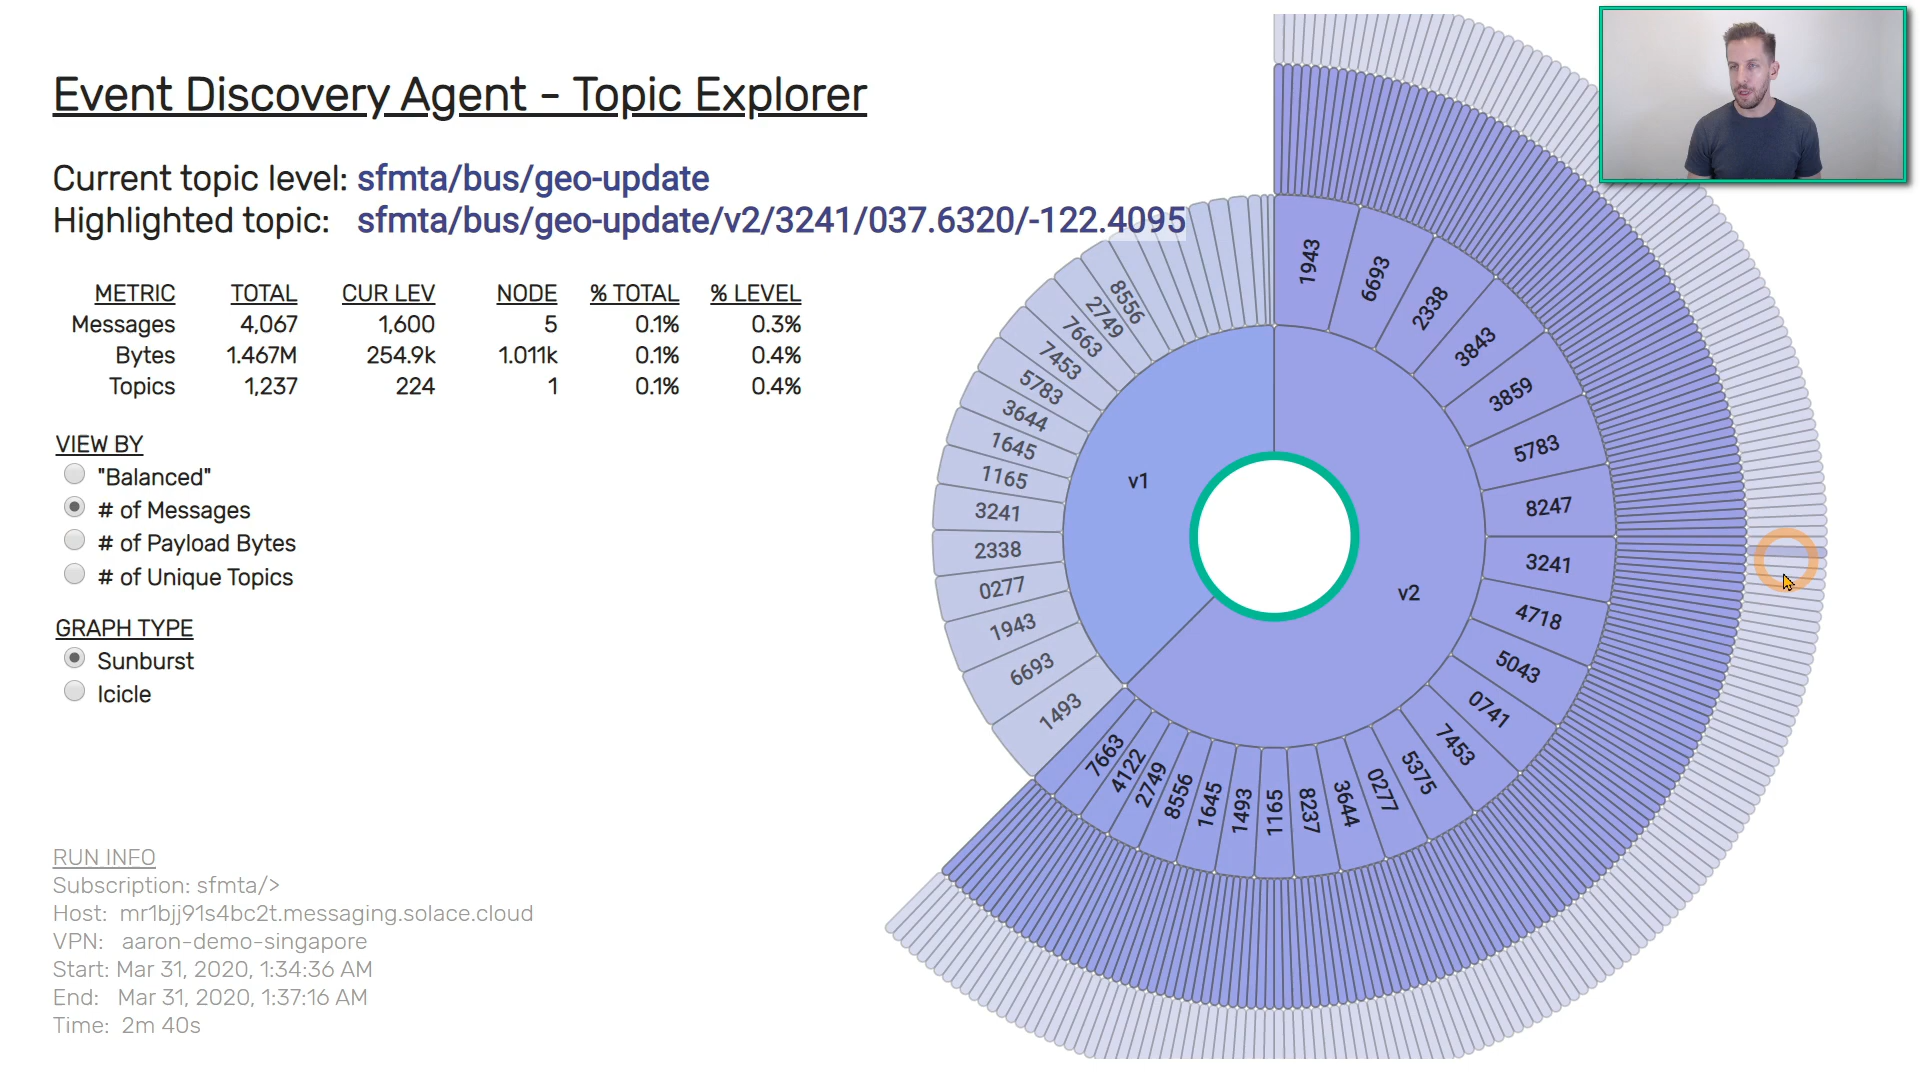 Event Discovery Agent - Topic Explorer
Current topic level: sfmta/bus/geo-update
Highlighted topic: sfmta/bus/geo-update/v2/3241/037.6320/-122.4095
METRIC TOTAL CUR LEV NODE % TOTAL % LEVEL
Messages 4,067 1,600 5 0.1% 0.3%
Bytes 1.467M 254.9k 1.011k 0.1% 0.4%
Topics 1,237 224 1 0.1% 0.4%
VIEW BY
"Balanced"
# of Messages
# of Payload Bytes
# of Unique Topics
GRAPH TYPE
Sunburst
Icicle
RUN INFO
Subscription: sfmta/>
Host: mr1bjj91s4bc2t.messaging.solace.cloud
VPN: aaron-demo-singapore
Start: Mar 31, 2020, 1:34:36 AM
End: Mar 31, 2020, 1:37:16 AM
Time: 2m 40s
v1
v2
1943
6693
2338
3843
3859
5783
8247
3241
4718
5043
0741
7453
5375
0277
3644
8237
1165
1493
1645
8556
2749
4122
7663
1493
6693
1943
0277
2338
3241
1165
1645
3644
5783
7453
7663
2749
8556